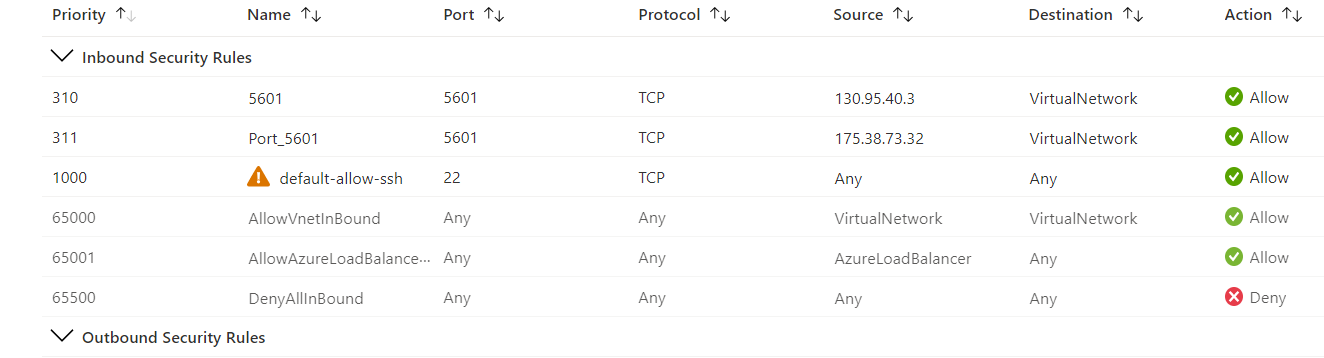 Priority Name Port Protocol Source Destination Action
Inbound Security Rules
310 5601 5601 TCP 130.95.40.3 VirtualNetwork Allow
311 Port_5601 5601 TCP 175.38.73.32 VirtualNetwork Allow
1000 default-allow-ssh 22 TCP Any Any Allow
65000 AllowVnetInBound Any Any VirtualNetwork VirtualNetwork Allow
65001 AllowAzureLoadBalance... Any Any AzureLoadBalancer Any Allow
65500 DenyAllInBound Any Any Any Any Deny
Outbound Security Rules